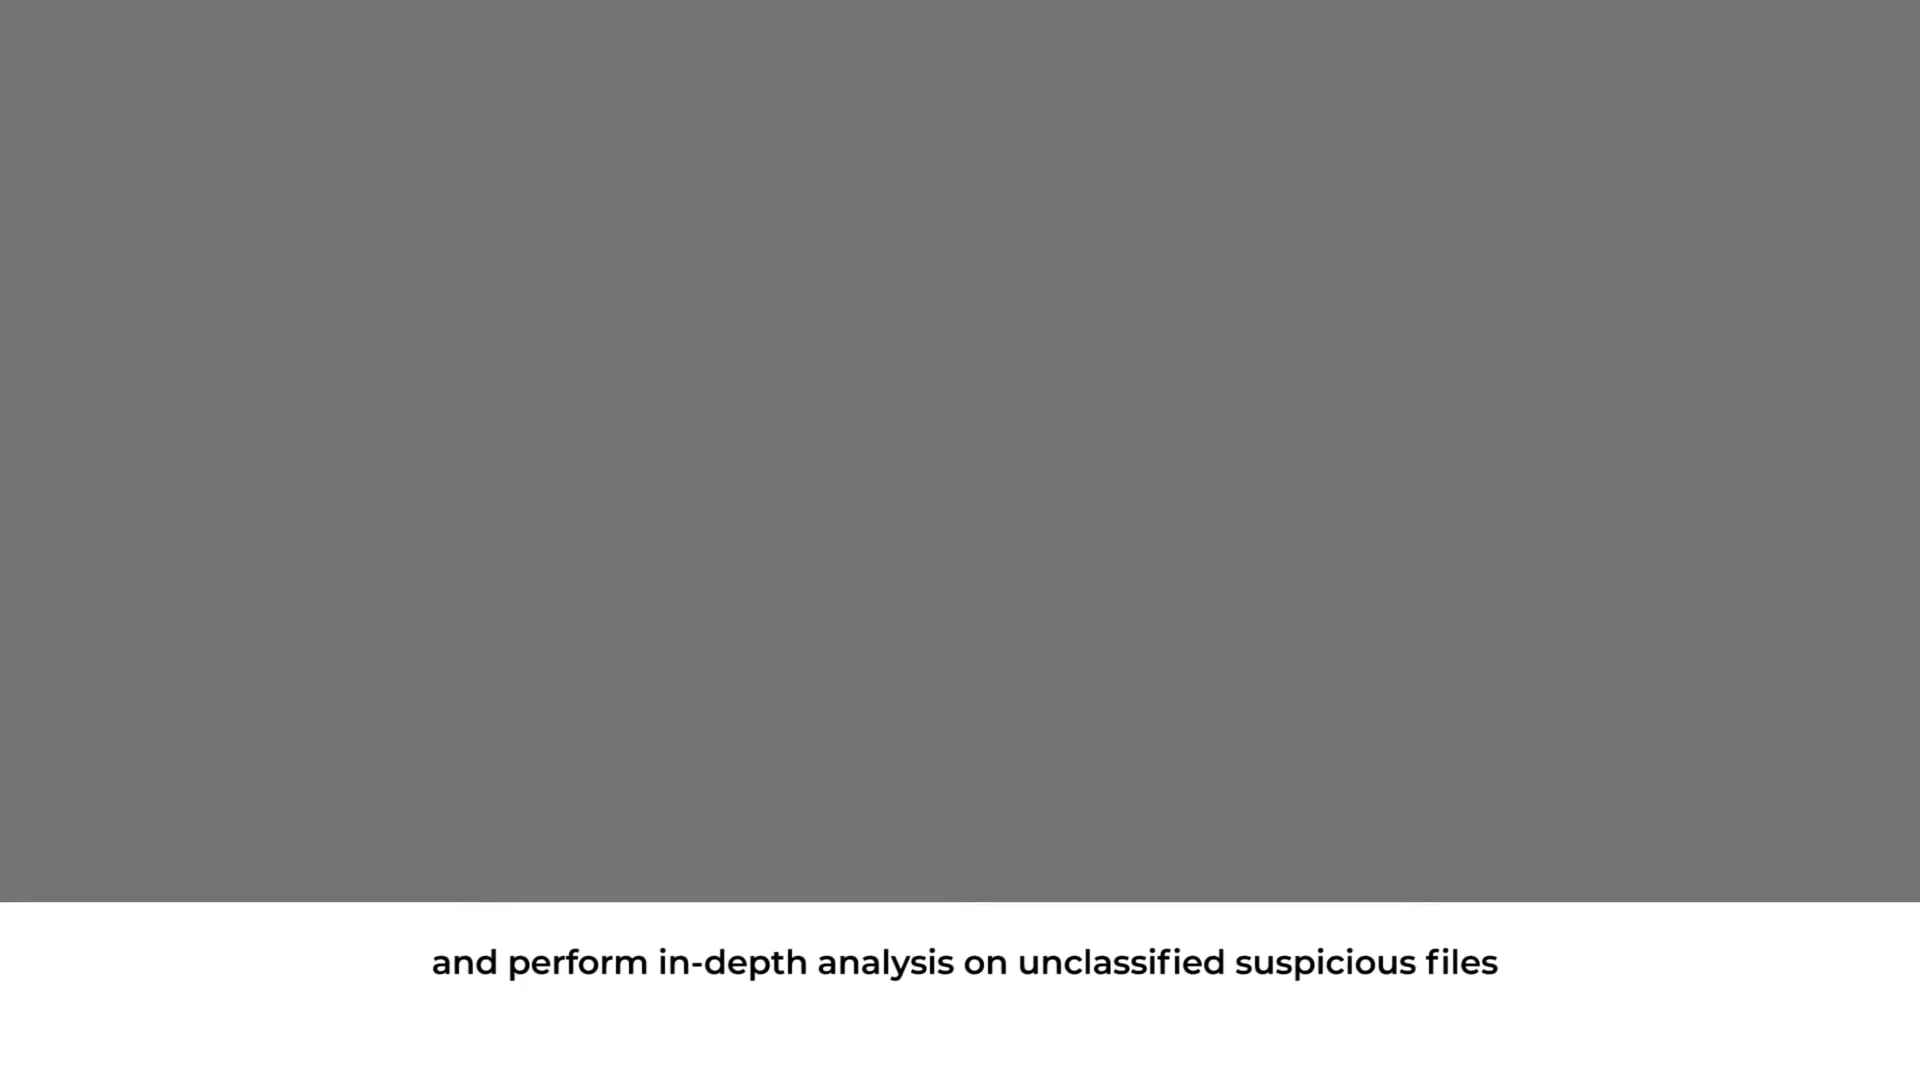 and perform in-depth analysis on unclassified suspicious files